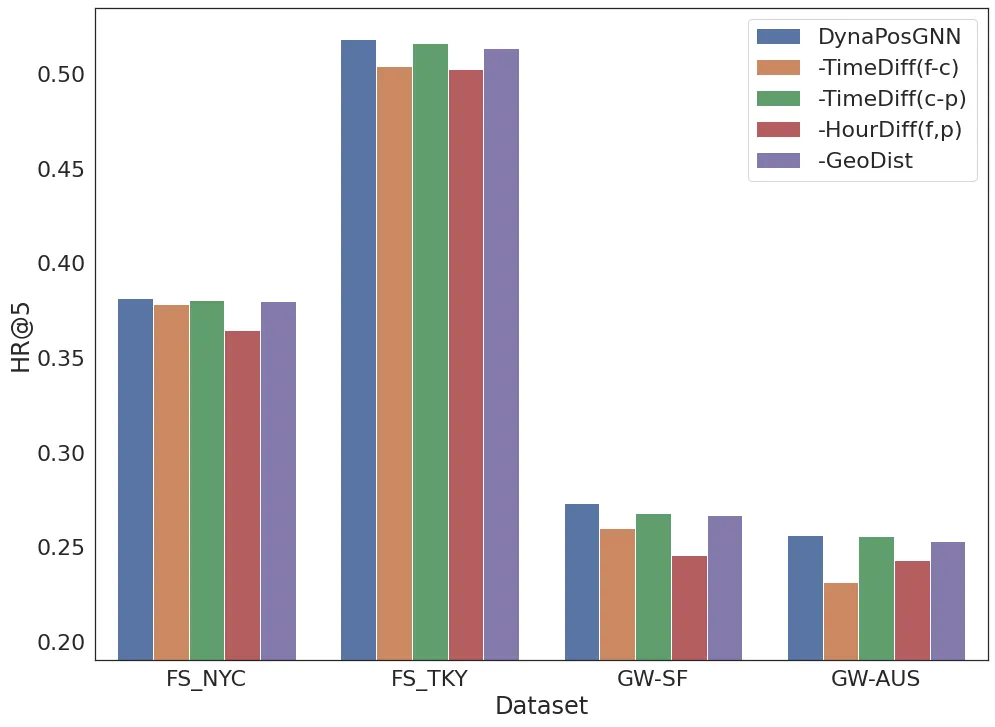 DynaPosGNN
-TimeDiff(f-c)
-TimeDiff(c-p)
-HourDiff(f,p)
-GeoDist
HR@5
0.50
0.45
0.40
0.35
0.30
0.25
0.20
FS_NYC FS_TKY GW-SF GW-AUS
Dataset